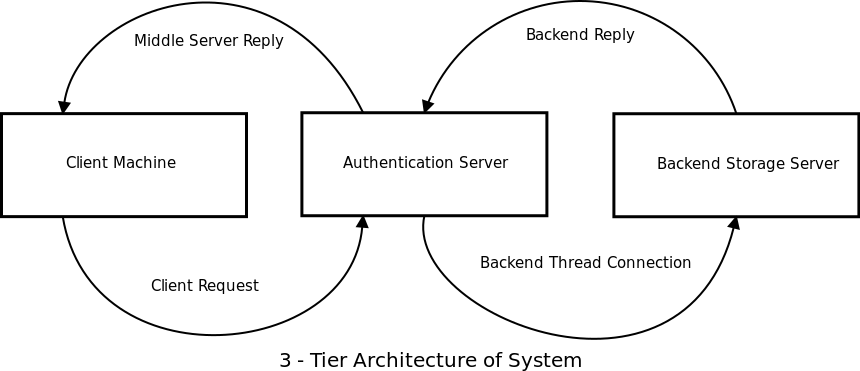 Middle Server Reply
Backend Reply
Client Machine
Authentication Server
Backend Storage Server
Client Request
Backend Thread Connection
3 - Tier Architecture of System